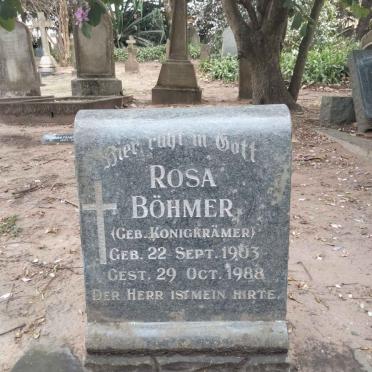 Hier ruht in Gott
ROSA
BÖHMER
(GEB. KONIGKRÄMER)
GEB. 22 SEPT. 1903
GEST. 29 OCT. 1988
DER HERR IST MEIN HIRTE.